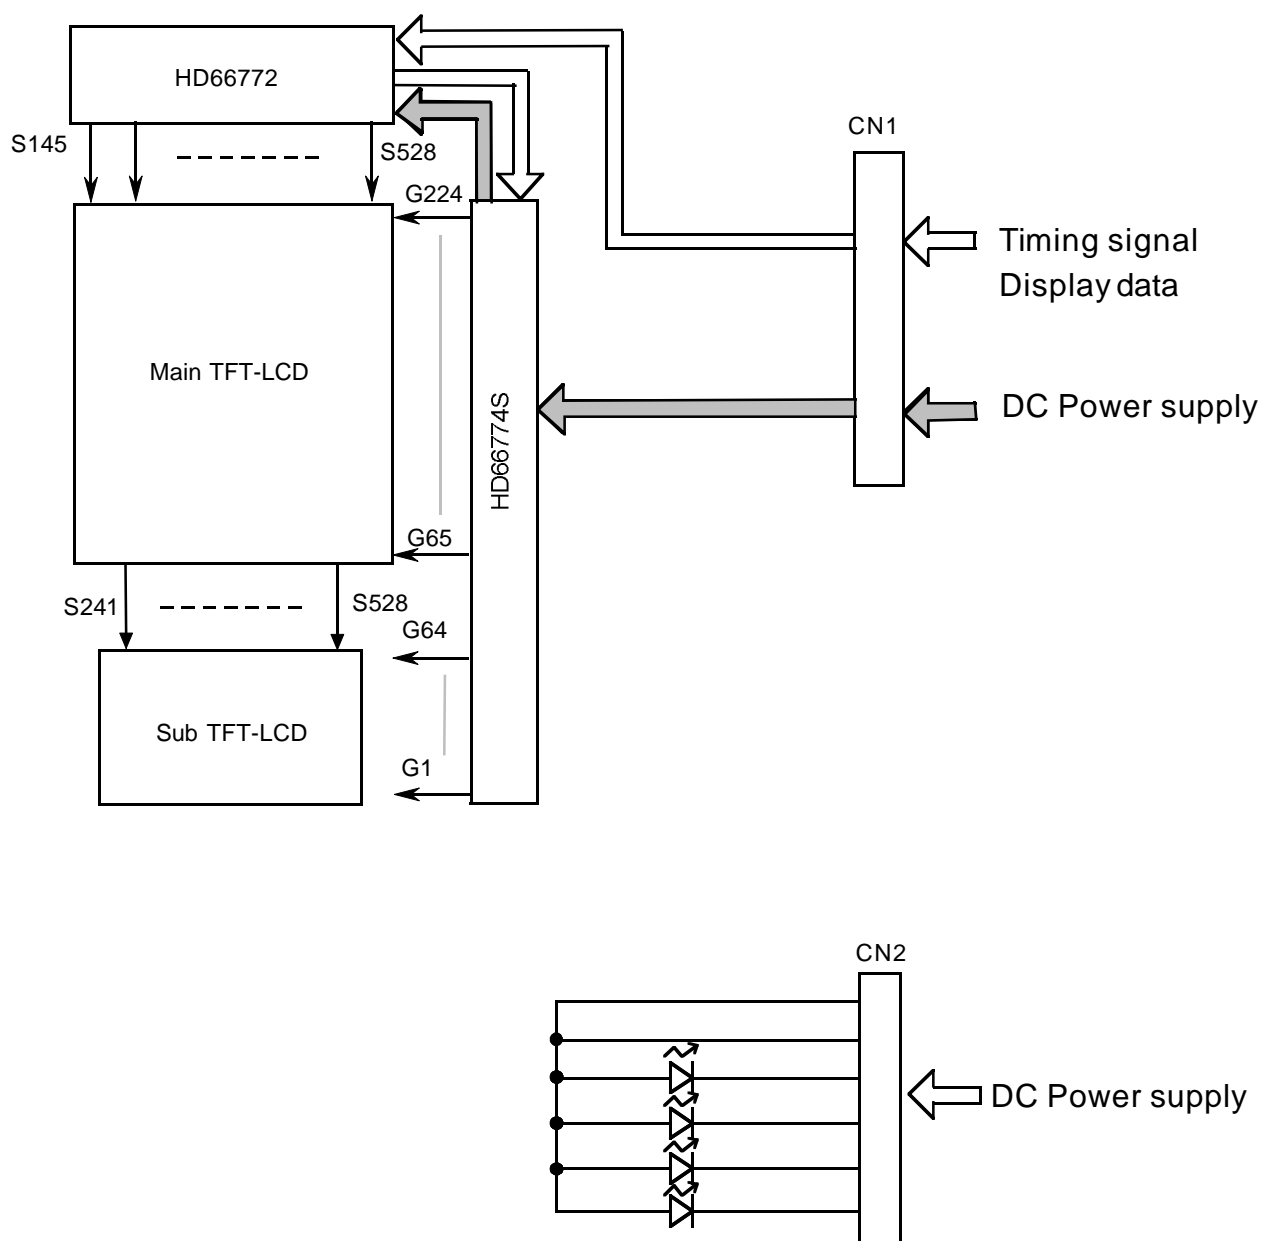 HD66772
CN1
S145
S528
G224
Timing signal
Display data
Main TFT-LCD
DC Power supply
HD66774S
G65
S241
S528
G64
Sub TFT-LCD
G1
CN2
DC Power supply